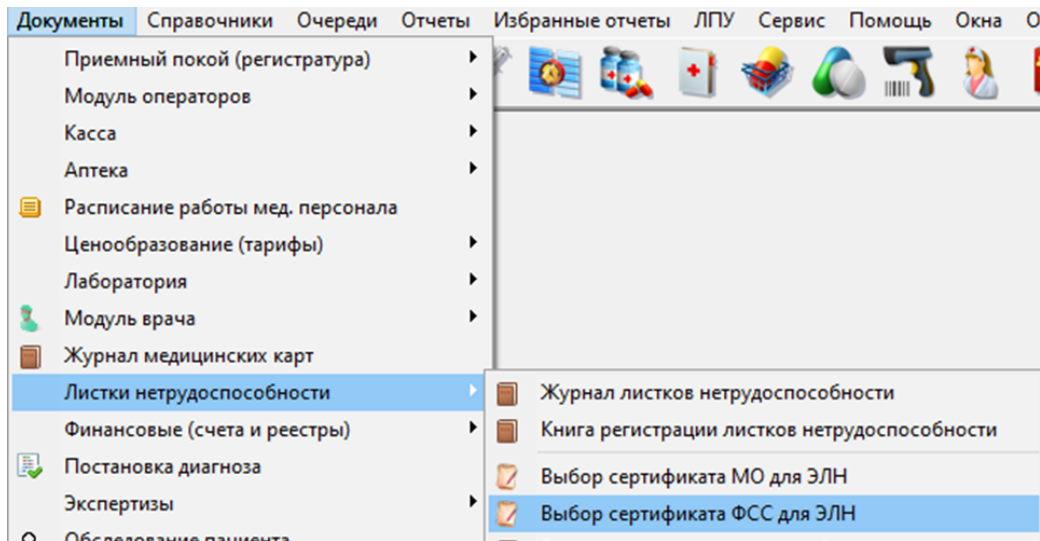 Документы Справочники Очереди Отчеты Избранные отчеты ЛПУ Сервис Помощь Окна
Приемный покой (регистратура)
Модуль операторов
Касса
Аптека
Расписание работы мед. персонала
Ценообразование (тарифы)
Лаборатория
Модуль врача
Журнал медицинских карт
Листки нетрудоспособности
Финансовые (счета и реестры)
Постановка диагноза
Экспертизы
Обследование пациента
Журнал листков нетрудоспособности
Книга регистрации листков нетрудоспособности
Выбор сертификата МО для ЭЛН
Выбор сертификата ФСС для ЭЛН